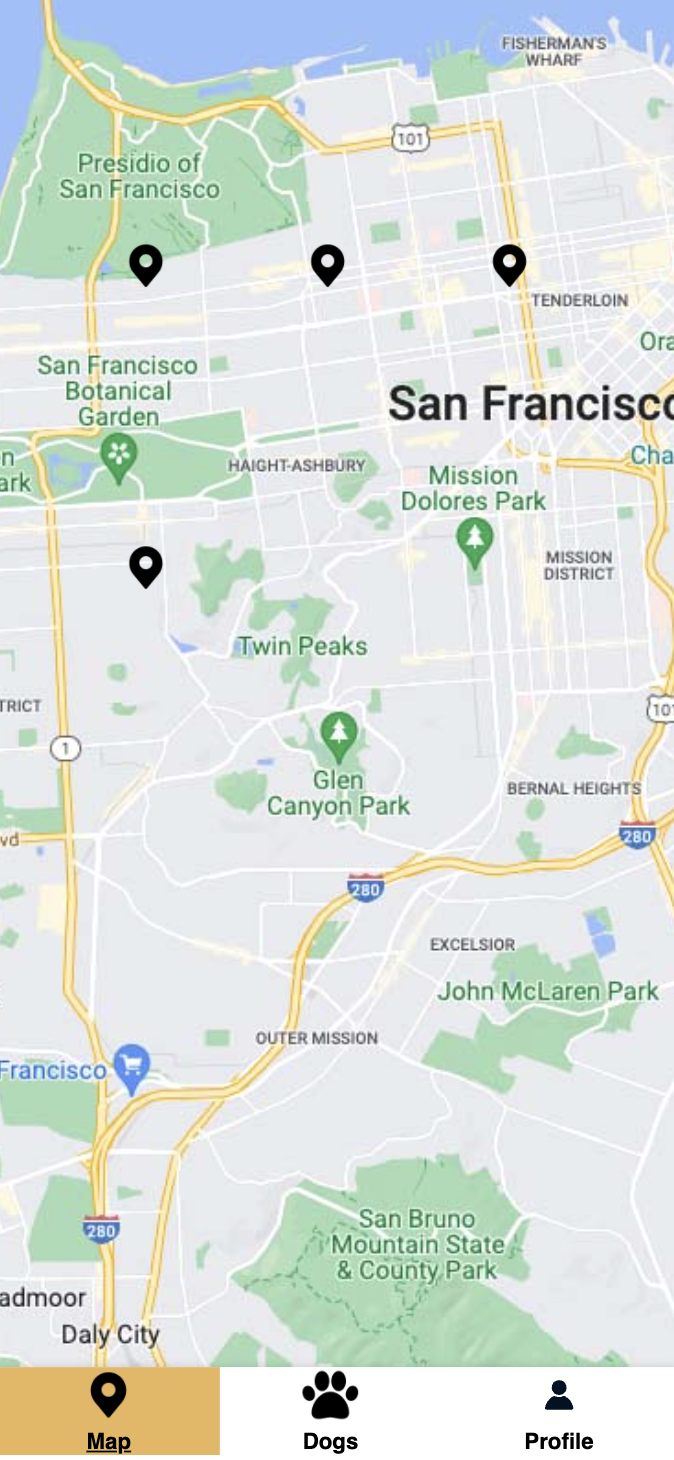 FISHERMAN'S
WHARF
101
Presidio of
San Francisco
TENDERLOIN
Ora
San Francisco
Botanical
Garden
San Francisco
n
ark
HAIGHT-ASHBURY
Cha
Mission
Dolores Park
MISSION
DISTRICT
Twin Peaks
TRICT
101
1
Glen
Canyon Park
BERNAL HEIGHTS
vd
280
280
EXCELSIOR
John McLaren Park
OUTER MISSION
Francisco
280
San Bruno
Mountain State
& County Park
admoor
Daly City
Map
Dogs
Profile